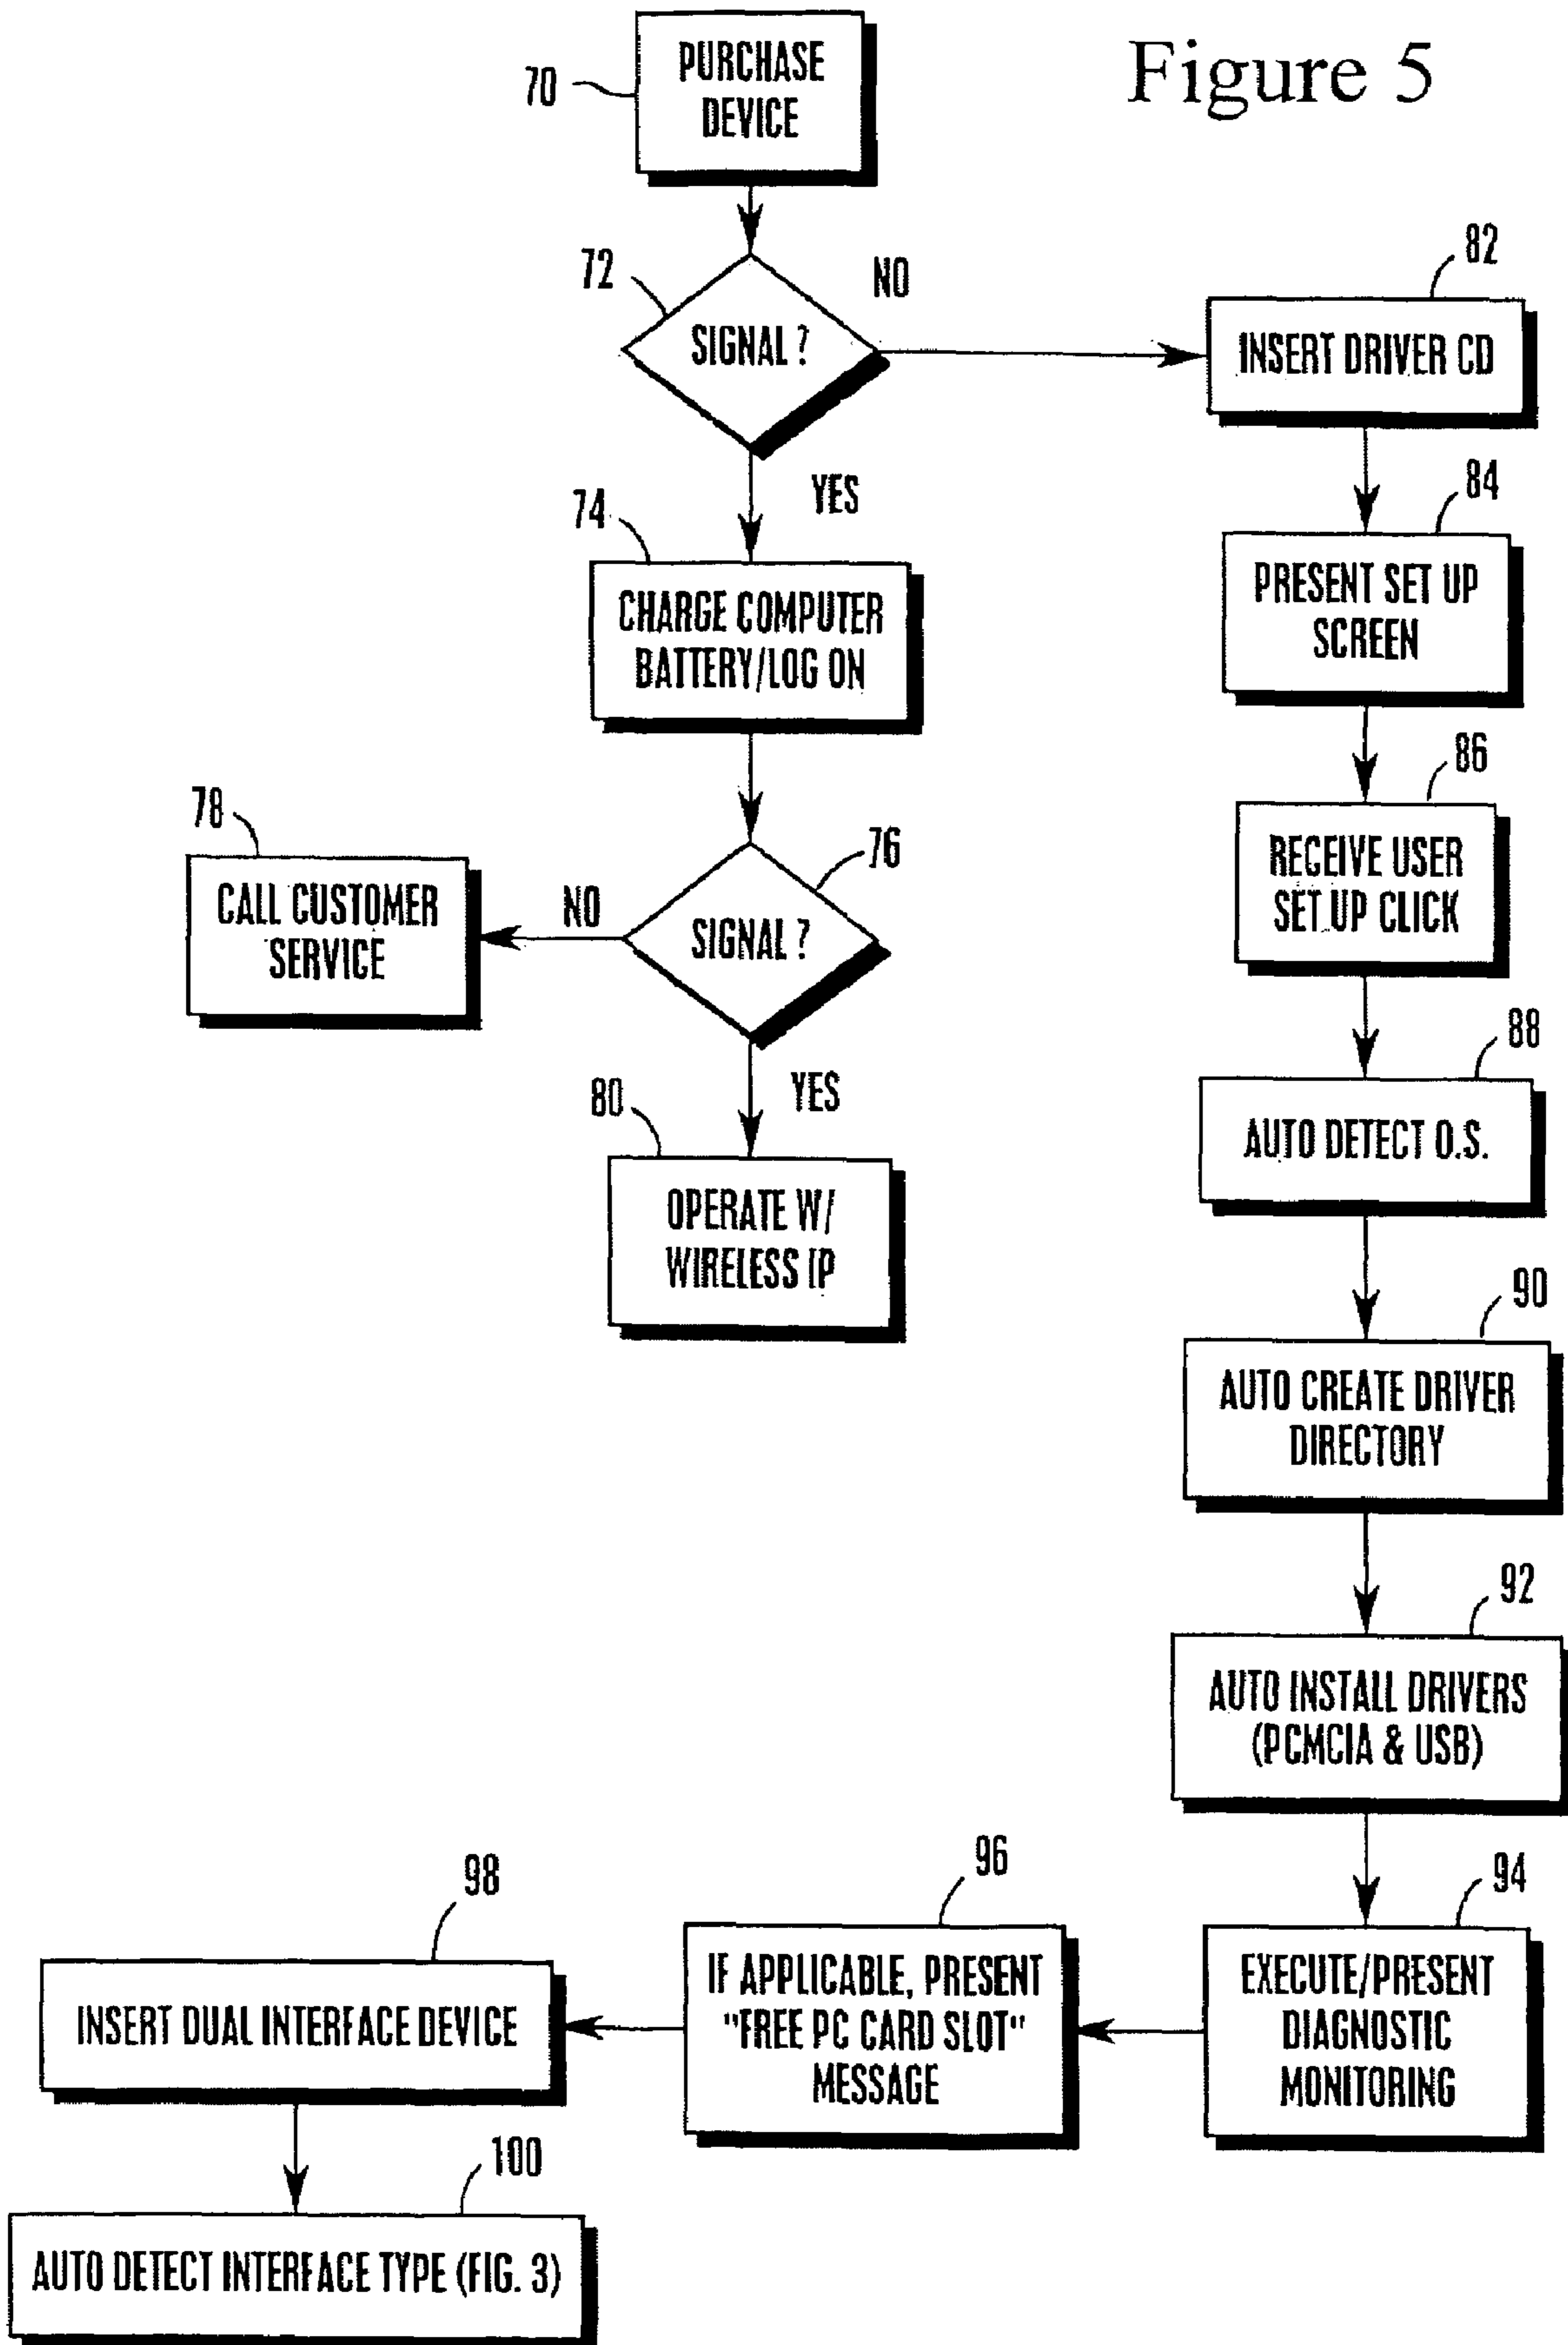 Figure 5
70
PURCHASE
DEVICE
72
SIGNAL ?
NO
YES
74
CHARGE COMPUTER
BATTERY/LOG ON
76
SIGNAL ?
NO
78
CALL CUSTOMER
SERVICE
YES
80
OPERATE W/
WIRELESS IP
82
INSERT DRIVER CD
84
PRESENT SET UP
SCREEN
86
RECEIVE USER
SET UP CLICK
88
AUTO DETECT O.S.
90
AUTO CREATE DRIVER
DIRECTORY
92
AUTO INSTALL DRIVERS
(PCMCIA & USB)
94
EXECUTE/PRESENT
DIAGNOSTIC
MONITORING
96
IF APPLICABLE, PRESENT
"FREE PC CARD SLOT"
MESSAGE
98
INSERT DUAL INTERFACE DEVICE
100
AUTO DETECT INTERFACE TYPE (FIG. 3)